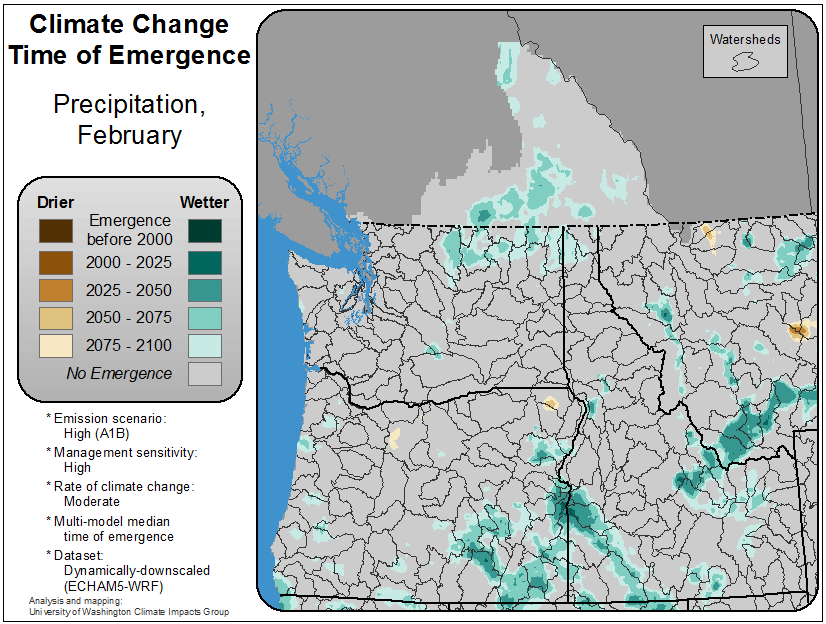 Climate Change
Time of Emergence
Precipitation,
February
Drier
Wetter
Emergence
before 2000
2000 - 2025
2025 - 2050
2050 - 2075
2075 - 2100
No Emergence
* Emission scenario:
High (A1B)
* Management sensitivity:
High
* Rate of climate change:
Moderate
* Multi-model median
time of emergence
* Dataset:
Dynamically-downscaled
(ECHAM5-WRF)
Analysis and mapping:
University of Washington Climate Impacts Group
Watersheds